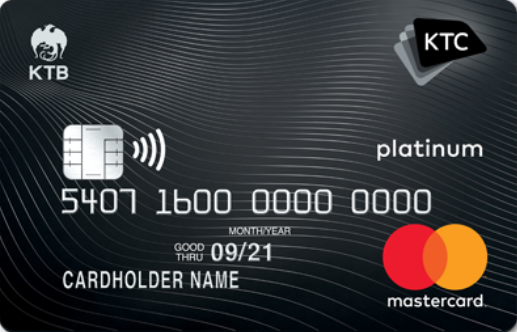 KTB
KTC
platinum
5407 1600 0000 0000
MONTH/YEAR
GOOD THRU 09/21
CARDHOLDER NAME
mastercard.